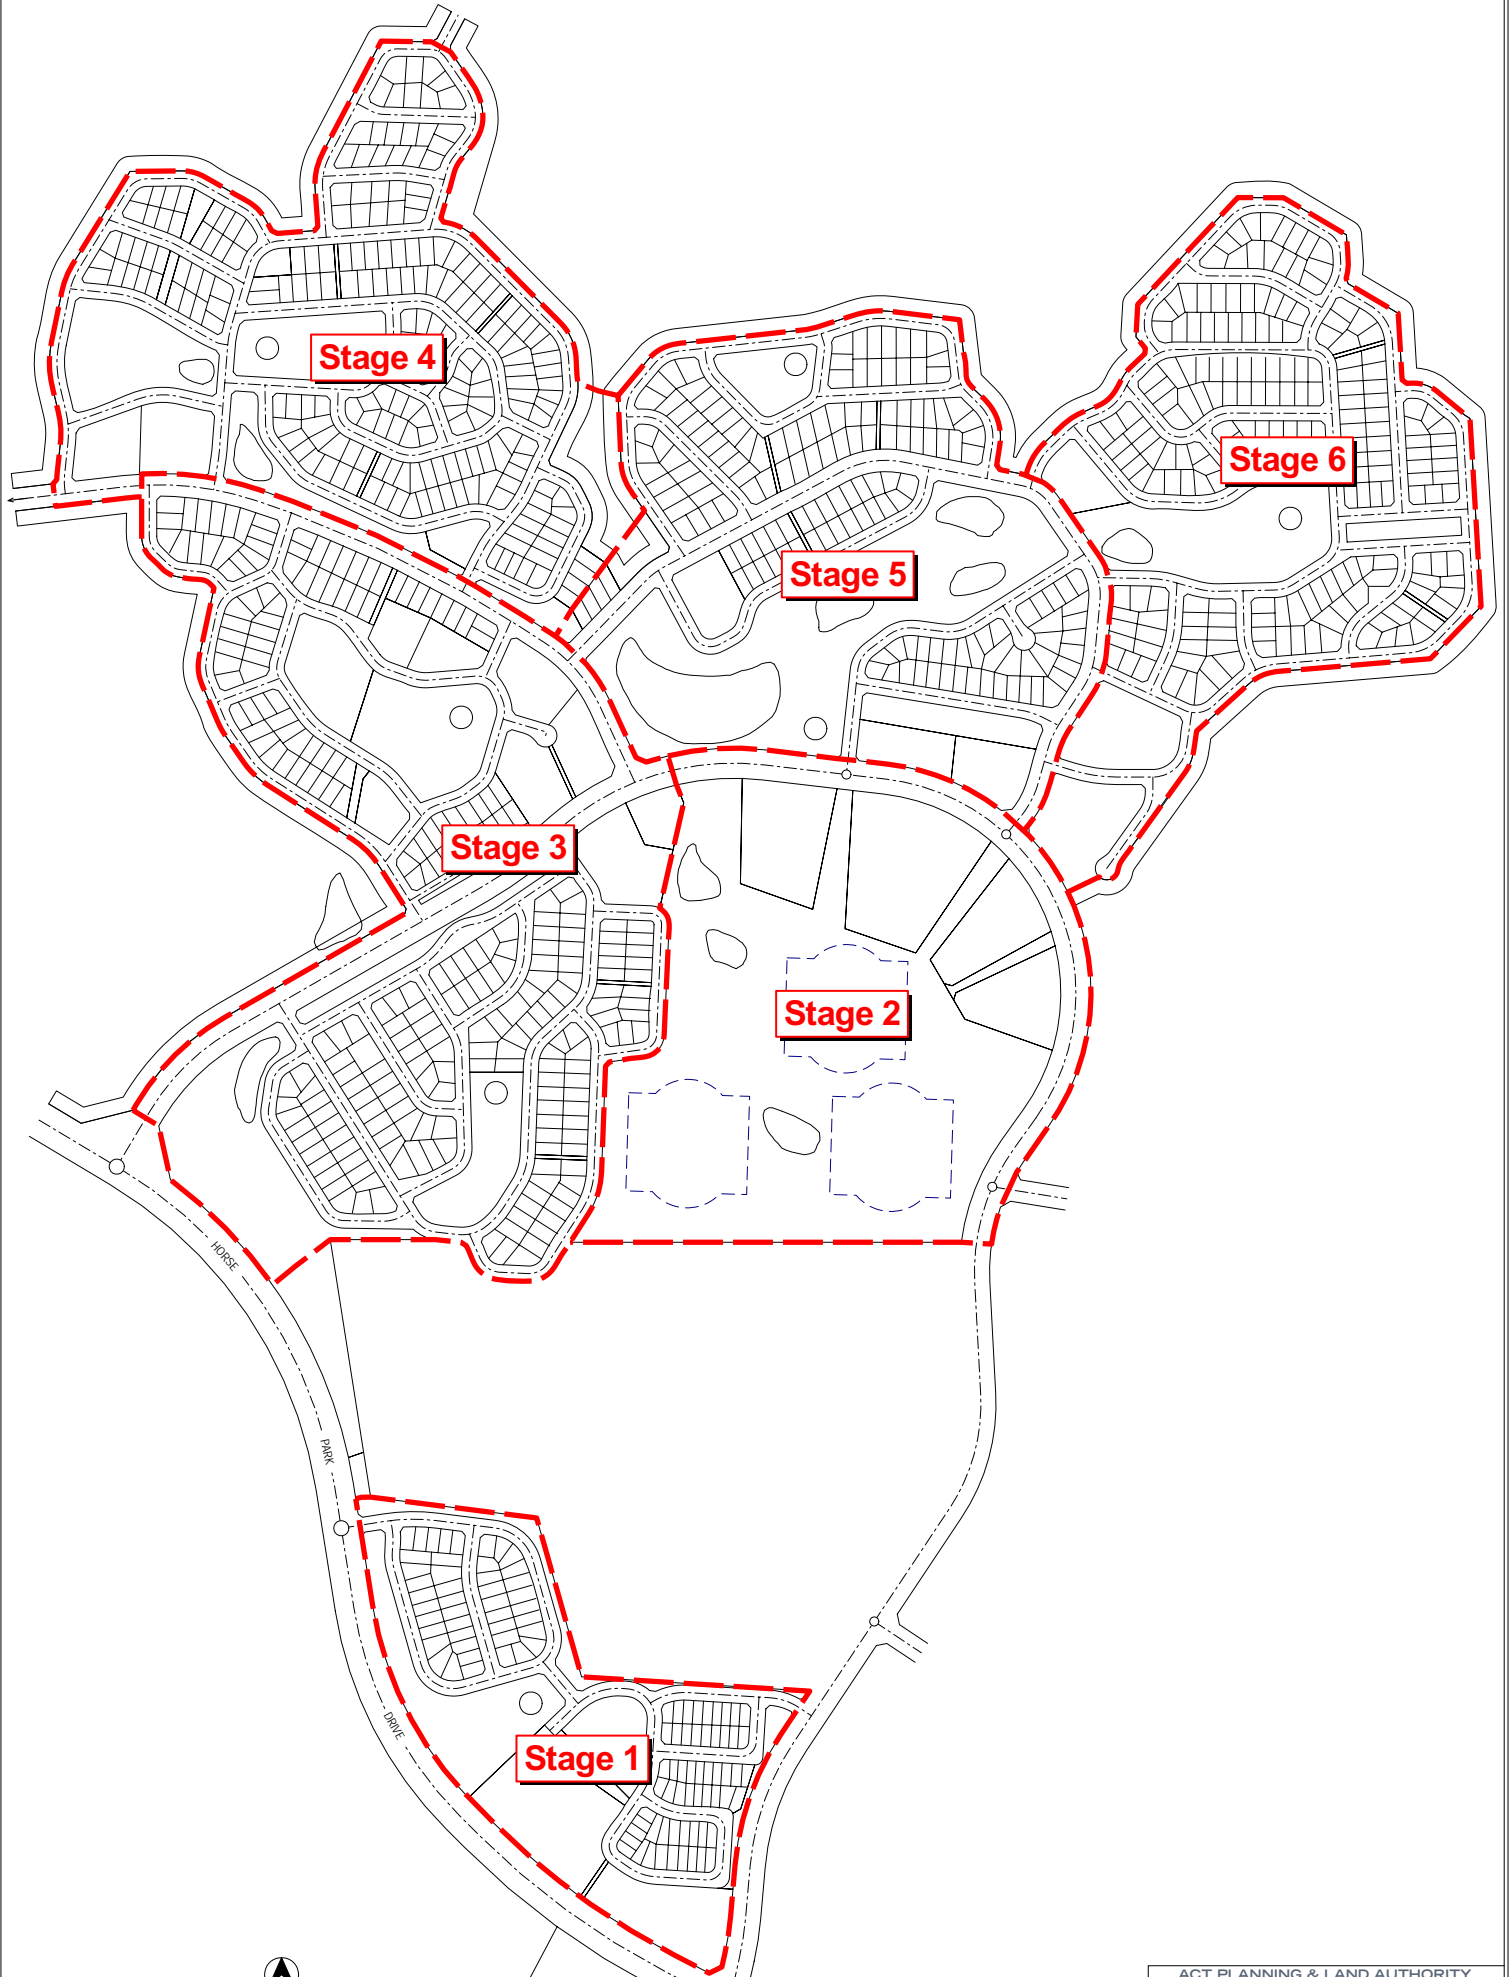 Stage 4
Stage 6
Stage 5
Stage 3
Stage 2
HORSE
PARK
DRIVE
Stage 1
ACT PLANNING & LAND AUTHORITY